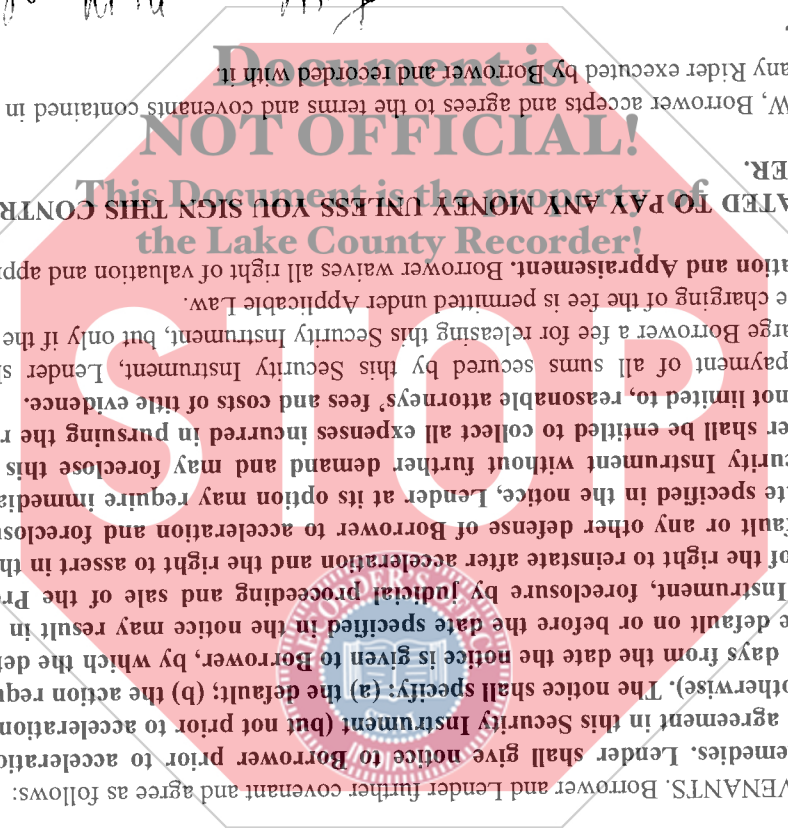 Document is
NOT OFFICIAL!
This Document is the property of
the Lake County Recorder!
STOP
VENANTS. Borrower and Lender further covenant and agree as follows:
emedies. Lender shall give notice to Borrower prior to acceleratio
agreement in this Security Instrument (but not prior to acceleration
otherwise). The notice shall specify: (a) the default; (b) the action requ
days from the date the notice is given to Borrower, by which the def
e default on or before the date specified in the notice may result in
Instrument, foreclosure by judicial proceeding and sale of the Pr
of the right to reinstate after acceleration and the right to assert in th
fault or any other defense of Borrower to acceleration and foreclosu
te specified in the notice, Lender at its option may require immedia
curity Instrument without further demand and may foreclose this
er shall be entitled to collect all expenses incurred in pursuing the r
not limited to, reasonable attorneys' fees and costs of title evidence.
payment of all sums secured by this Security Instrument, Lender s
arge Borrower a fee for releasing this Security Instrument, but only if the
e charging of the fee is permitted under Applicable Law.
ation and Appraisement. Borrower waives all right of valuation and app
ATED TO PAY ANY MONEY UNLESS YOU SIGN THIS CONTR
ER.
W, Borrower accepts and agrees to the terms and covenants contained in
any Rider executed by Borrower and recorded with it.